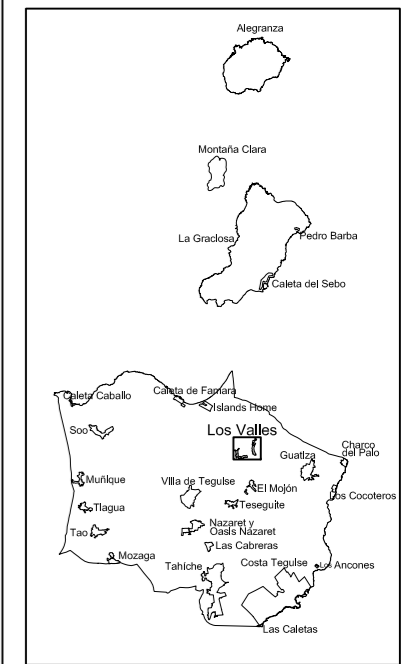 Alegranza
Montaña Clara
La Graciosa
Pedro Barba
Caleta del Sebo
Caleta Caballo
Caleta de Famara
Islands Home
Soo
Los Valles
Charco
del Palo
Guatiza
Muñique
Villa de Teguise
El Mojón
Los Cocoteros
Tiagua
Teseguite
Tao
Nazaret y
Oasis Nazaret
Las Cabreras
Mozaga
Tahiche
Costa Teguise
Los Ancones
Las Caletas